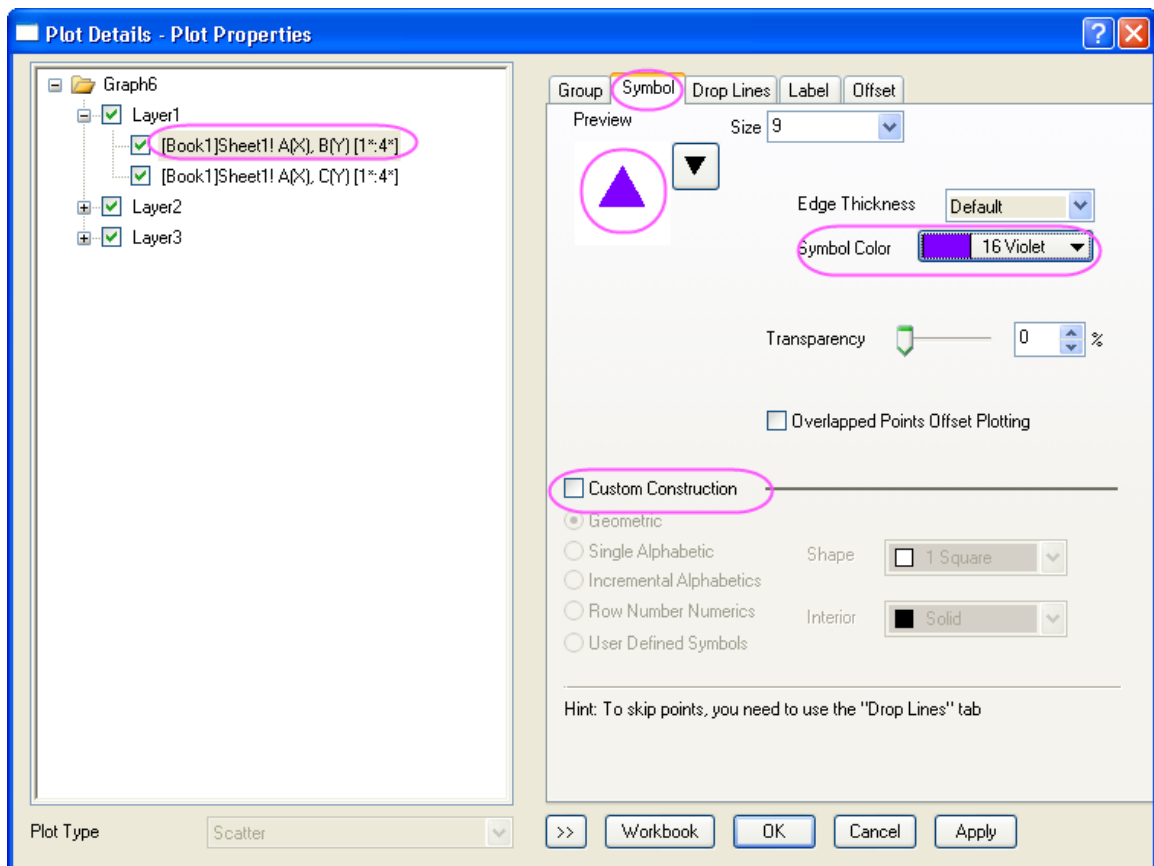 Plot Details - Plot Properties
Graph6
Layer1
[Book1]Sheet1! A(X), B(Y) [1*:4*]
[Book1]Sheet1! A(X), C(Y) [1*:4*]
Layer2
Layer3
Plot Type
Scatter
Group
Symbol
Drop Lines
Label
Offset
Preview
Size
9
Edge Thickness
Default
Symbol Color
16 Violet
Transparency
0
%
Overlapped Points Offset Plotting
Custom Construction
Geometric
Single Alphabetic
Incremental Alphabetics
Row Number Numerics
User Defined Symbols
Shape
1 Square
Interior
Solid
Hint: To skip points, you need to use the "Drop Lines" tab
>>
Workbook
OK
Cancel
Apply